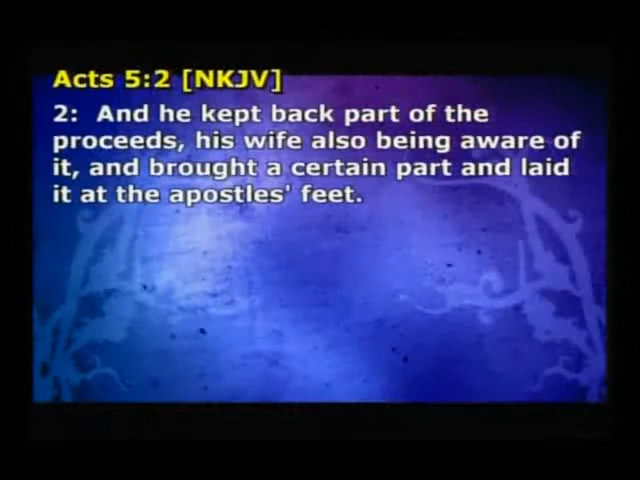 Acts 5:2 [NKJV]
2:  And he kept back part of the
proceeds, his wife also being aware of
it, and brought a certain part and laid
it at the apostles' feet.